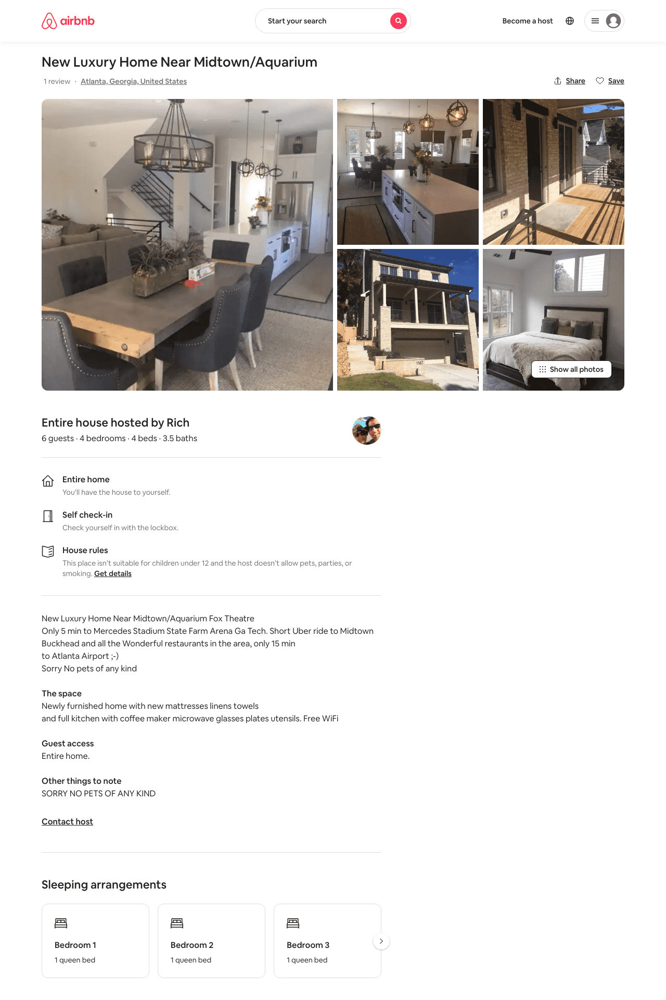 airbnb
Start your search
Become a host
New Luxury Home Near Midtown/Aquarium
1 review · Atlanta, Georgia, United States
Share
Save
1167
Show all photos
Entire house hosted by Rich
6 guests · 4 bedrooms · 4 beds · 3.5 baths
Entire home
You’ll have the house to yourself.
Self check-in
Check yourself in with the lockbox.
House rules
This place isn’t suitable for children under 12 and the host doesn’t allow pets, parties, or
smoking. Get details
New Luxury Home Near Midtown/Aquarium Fox Theatre
Only 5 min to Mercedes Stadium State Farm Arena Ga Tech. Short Uber ride to Midtown
Buckhead and all the Wonderful restaurants in the area, only 15 min
to Atlanta Airport ;-)
Sorry No pets of any kind
The space
Newly furnished home with new mattresses linens towels
and full kitchen with coffee maker microwave glasses plates utensils. Free WiFi
Guest access
Entire home.
Other things to note
SORRY NO PETS OF ANY KIND
Contact host
Sleeping arrangements
Bedroom 1
1 queen bed
Bedroom 2
1 queen bed
Bedroom 3
1 queen bed